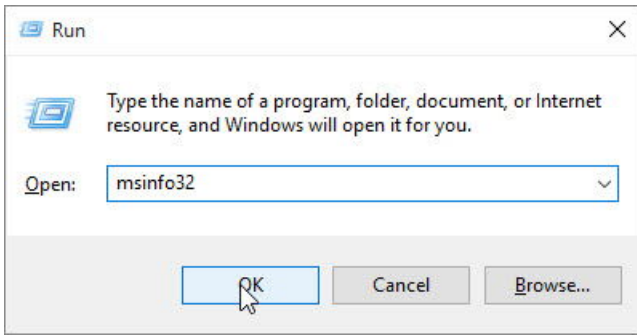 Run
Type the name of a program, folder, document, or Internet
resource, and Windows will open it for you.
Open: msinfo32
OK Cancel Browse...